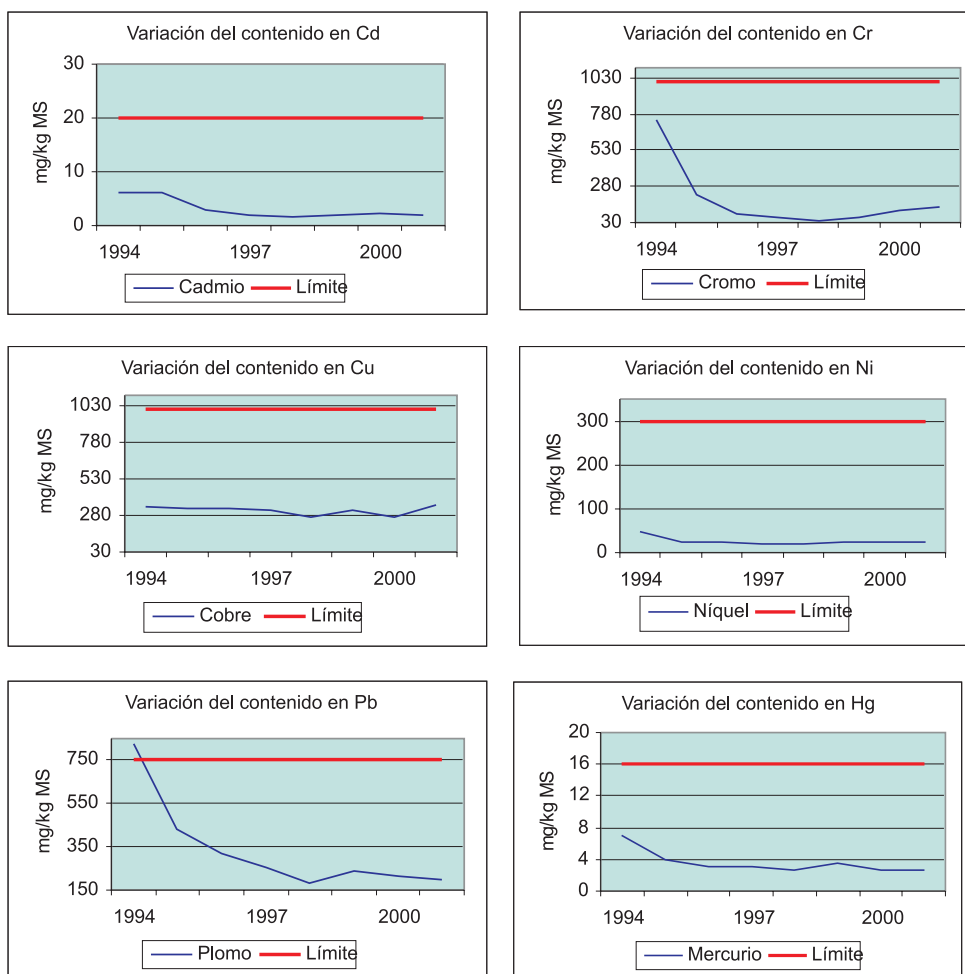 Variación del contenido en Cd
30
20
10
0
mg/kg MS
1994 1997 2000
Cadmio Límite
Variación del contenido en Cr
1030
780
530
280
30
mg/kg MS
1994 1997 2000
Cromo Límite
Variación del contenido en Cu
1030
780
530
280
30
mg/kg MS
1994 1997 2000
Cobre Límite
Variación del contenido en Ni
300
200
100
0
mg/kg MS
1994 1997 2000
Níquel Límite
Variación del contenido en Pb
750
550
350
150
mg/kg MS
1994 1997 2000
Plomo Límite
Variación del contenido en Hg
20
16
12
8
4
0
mg/kg MS
1994 1997 2000
Mercurio Límite